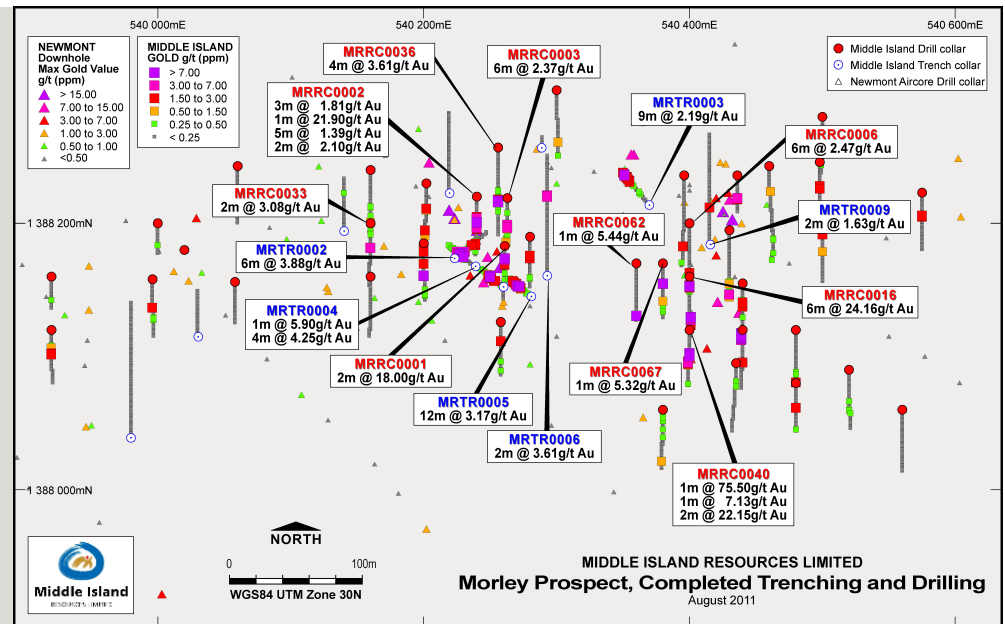 540 000mE
540 200mE
540 400mE
540 600mE
NEWMONT
Downhole
Max Gold Value
g/t (ppm)
> 15.00
7.00 to 15.00
3.00 to 7.00
1.00 to 3.00
0.50 to 1.00
<0.50
MIDDLE ISLAND
GOLD g/t (ppm)
> 7.00
3.00 to 7.00
1.50 to 3.00
0.50 to 1.50
0.25 to 0.50
< 0.25
Middle Island Drill collar
Middle Island Trench collar
Newmont Aircore Drill collar
MRRC0036
4m @ 3.61g/t Au
MRRC0003
6m @ 2.37g/t Au
MRRC0002
3m @ 1.81g/t Au
1m @ 21.90g/t Au
5m @ 1.39g/t Au
2m @ 2.10g/t Au
MRTR0003
9m @ 2.19g/t Au
MRRC0006
6m @ 2.47g/t Au
MRRC0033
2m @ 3.08g/t Au
MRTR0009
2m @ 1.63g/t Au
MRRC0062
1m @ 5.44g/t Au
1 388 200mN
MRTR0002
6m @ 3.88g/t Au
MRRC0016
6m @ 24.16g/t Au
MRTR0004
1m @ 5.90g/t Au
4m @ 4.25g/t Au
MRRC0001
2m @ 18.00g/t Au
MRRC0067
1m @ 5.32g/t Au
MRTR0005
12m @ 3.17g/t Au
MRTR0006
2m @ 3.61g/t Au
MRRC0040
1m @ 75.50g/t Au
1m @ 7.13g/t Au
2m @ 22.15g/t Au
1 388 000mN
NORTH
0 100m
WGS84 UTM Zone 30N
Middle Island
RESOURCES LIMITED
MIDDLE ISLAND RESOURCES LIMITED
Morley Prospect, Completed Trenching and Drilling
August 2011